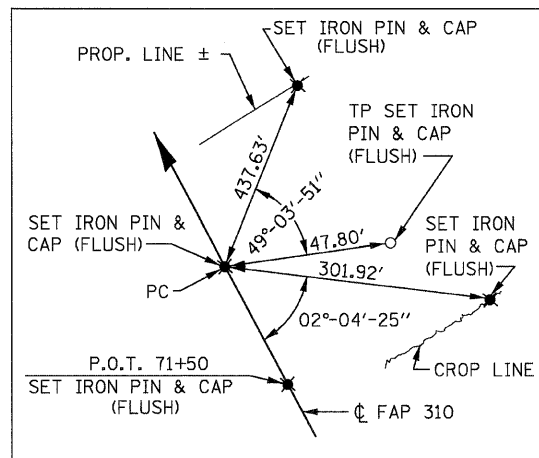 SET IRON PIN & CAP
(FLUSH)
PROP. LINE ±
TP SET IRON
PIN & CAP
(FLUSH)
437.63'
49°-03'-51"
SET IRON PIN &
CAP (FLUSH)
47.80'
SET IRON
PIN & CAP
(FLUSH)
301.92'
PC
02°-04'-25"
P.O.T. 71+50
SET IRON PIN & CAP
(FLUSH)
CROP LINE
℄ FAP 310